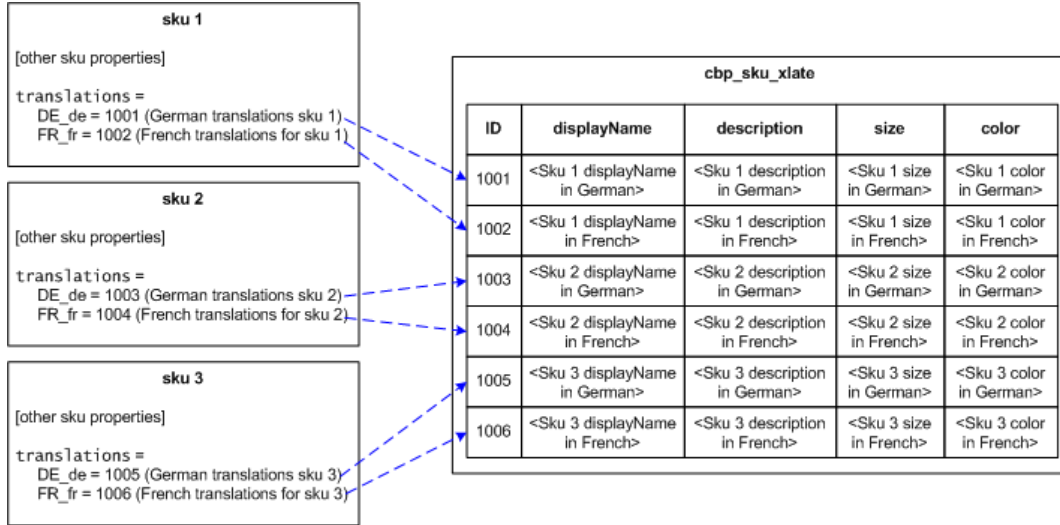 sku 1
[other sku properties]
translations =
DE_de = 1001 (German translations sku 1)
FR_fr = 1002 (French translations for sku 1)
sku 2
[other sku properties]
translations =
DE_de = 1003 (German translations sku 2)
FR_fr = 1004 (French translations for sku 2)
sku 3
[other sku properties]
translations =
DE_de = 1005 (German translations sku 3)
FR_fr = 1006 (French translations for sku 3)
cbp_sku_xlate
ID displayName description size color
1001 <Sku 1 displayName <Sku 1 description <Sku 1 size <Sku 1 color
in German> in German> in German> in German>
1002 <Sku 1 displayName <Sku 1 description <Sku 1 size <Sku 1 color
in French> in French> in French> in French>
1003 <Sku 2 displayName <Sku 2 description <Sku 2 size <Sku 2 color
in German> in German> in German> in German>
1004 <Sku 2 displayName <Sku 2 description <Sku 2 size <Sku 2 color
in French> in French> in French> in French>
1005 <Sku 3 displayName <Sku 3 description <Sku 3 size <Sku 3 color
in German> in German> in German> in German>
1006 <Sku 3 displayName <Sku 3 description <Sku 3 size <Sku 3 color
in French> in French> in French> in French>